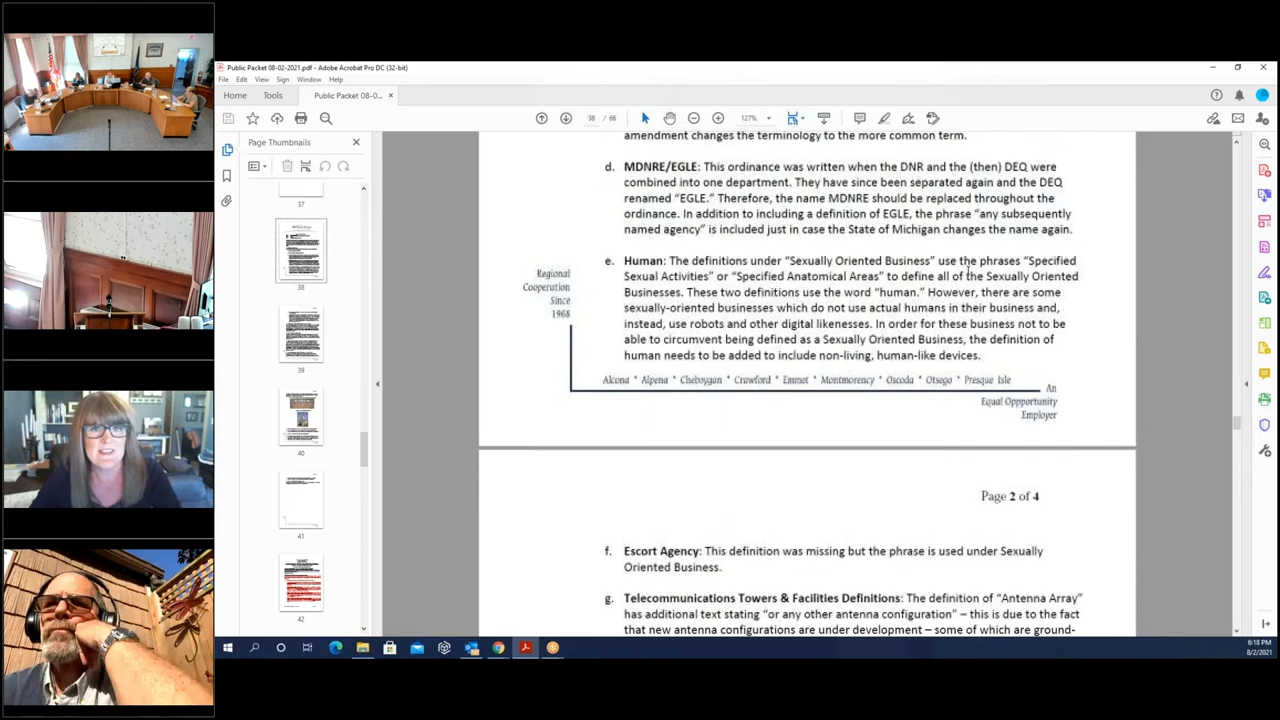 Public Packet 08-02-2021.pdf - Adobe Acrobat Pro DC (32-bit)
File Edit View Sign Window Help
Home Tools Public Packet 08-0... ×
38 / 66 127%
Page Thumbnails
37
38
39
40
41
42
amendment changes the terminology to the more common term.
d. MDNRE/EGLE: This ordinance was written when the DNR and the (then) DEQ were
combined into one department. They have since been separated again and the DEQ
renamed “EGLE.” Therefore, the name MDNRE should be replaced throughout the
ordinance. In addition to including a definition of EGLE, the phrase “any subsequently
named agency” is included just in case the State of Michigan changes the name again.
e. Human: The definitions under “Sexually Oriented Business” use the phrases “Specified
Sexual Activities” or “Specified Anatomical Areas” to define all of the Sexually Oriented
Businesses. These two definitions use the word “human.” However, there are some
sexually-oriented businesses which do not use actual humans in their business and,
instead, use robots and other digital likenesses. In order for these business not to be
able to circumvent being defined as a Sexually Oriented Business, the definition of
human needs to be added to include non-living, human-like devices.
Regional
Cooperation
Since
1968
Alcona * Alpena * Cheboygan * Crawford * Emmet * Montmorency * Oscoda * Otsego * Presque Isle
An
Equal Oppportunity
Employer
Page 2 of 4
f. Escort Agency: This definition was missing but the phrase is used under Sexually
Oriented Business.
g. Telecommunications Towers & Facilities Definitions: The definition of “Antenna Array”
has additional text stating “or any other antenna configuration” – this is due to the fact
that new antenna configurations are under development – some of which are ground-
6:18 PM
8/2/2021